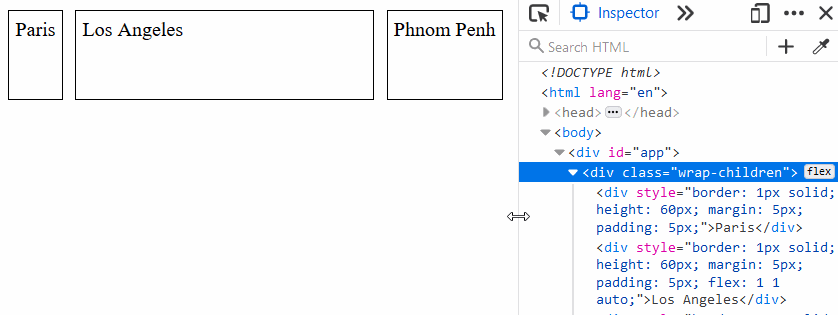 Paris
Los Angeles
Phnom Penh
Inspector
Search HTML
<!DOCTYPE html>
<html lang="en">
<head> ••• </head>
<body>
<div id="app">
<div class="wrap-children"> flex
<div style="border: 1px solid;
height: 60px; margin: 5px;
padding: 5px;">Paris</div>
<div style="border: 1px solid;
height: 60px; margin: 5px;
padding: 5px; flex: 1 1
auto;">Los Angeles</div>